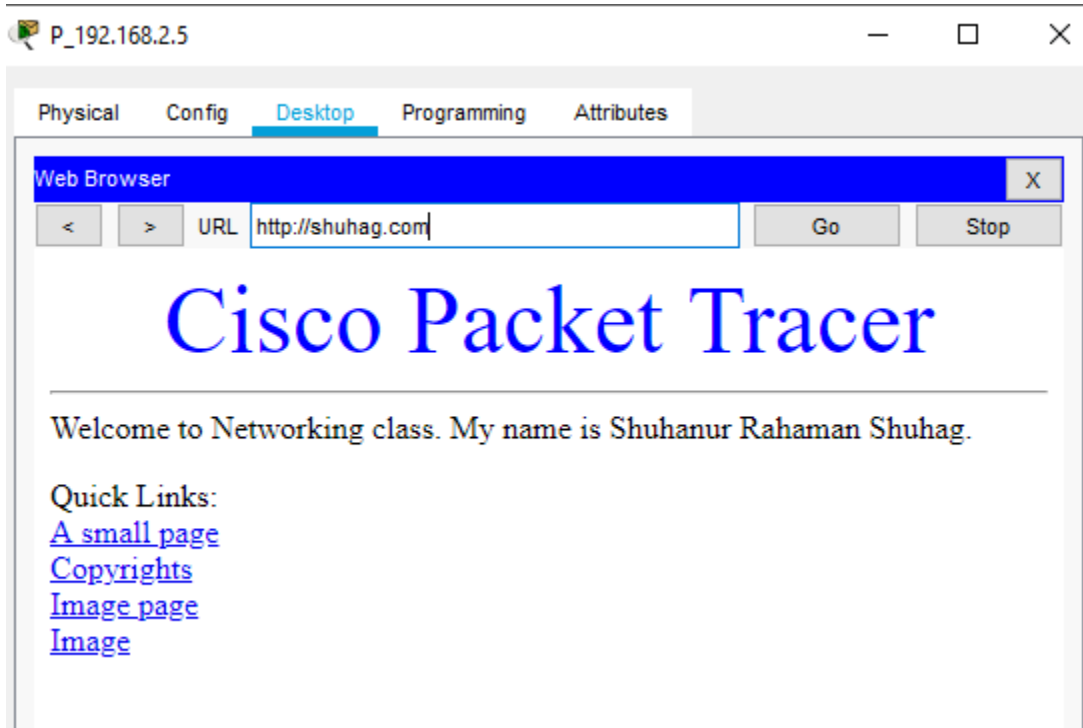 P_192.168.2.5
Physical Config Desktop Programming Attributes
Web Browser X
< > URL http://shuhag.com Go Stop
Cisco Packet Tracer
Welcome to Networking class. My name is Shuhanur Rahaman Shuhag.
Quick Links:
A small page
Copyrights
Image page
Image